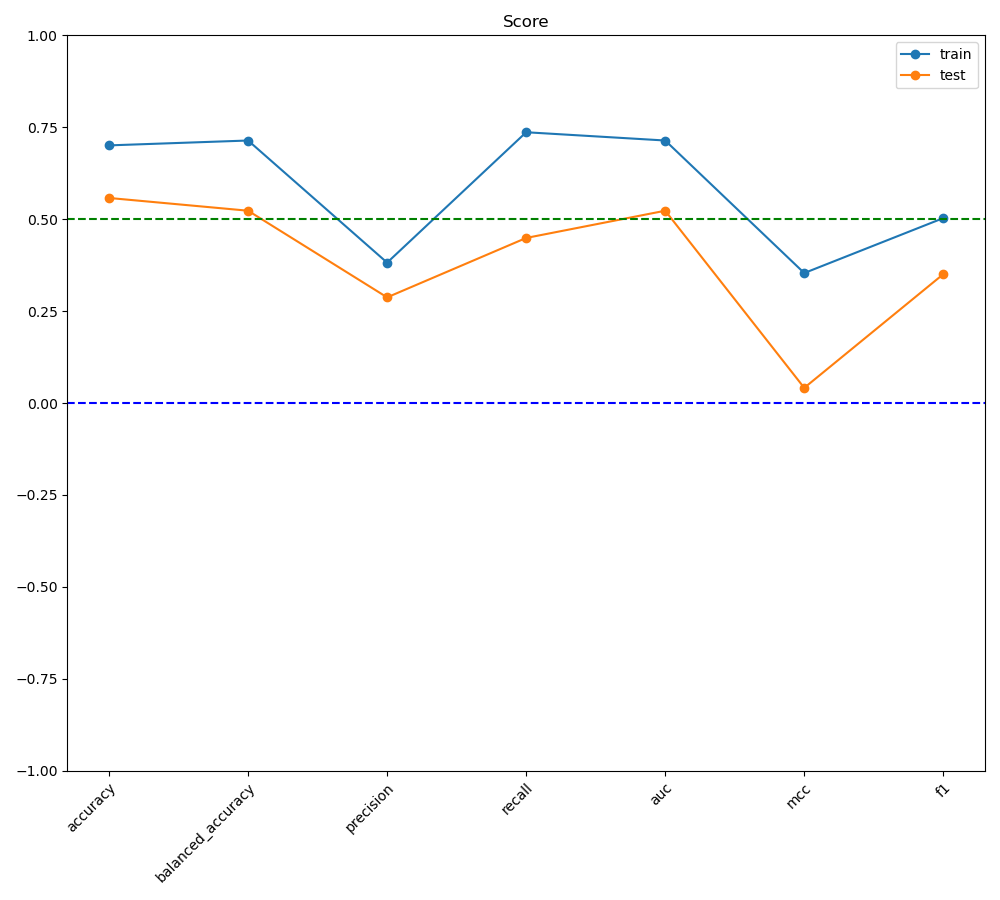 Score
1.00
0.75
0.50
0.25
0.00
−0.25
−0.50
−0.75
−1.00
train
test
accuracy
balanced_accuracy
precision
recall
auc
mcc
f1